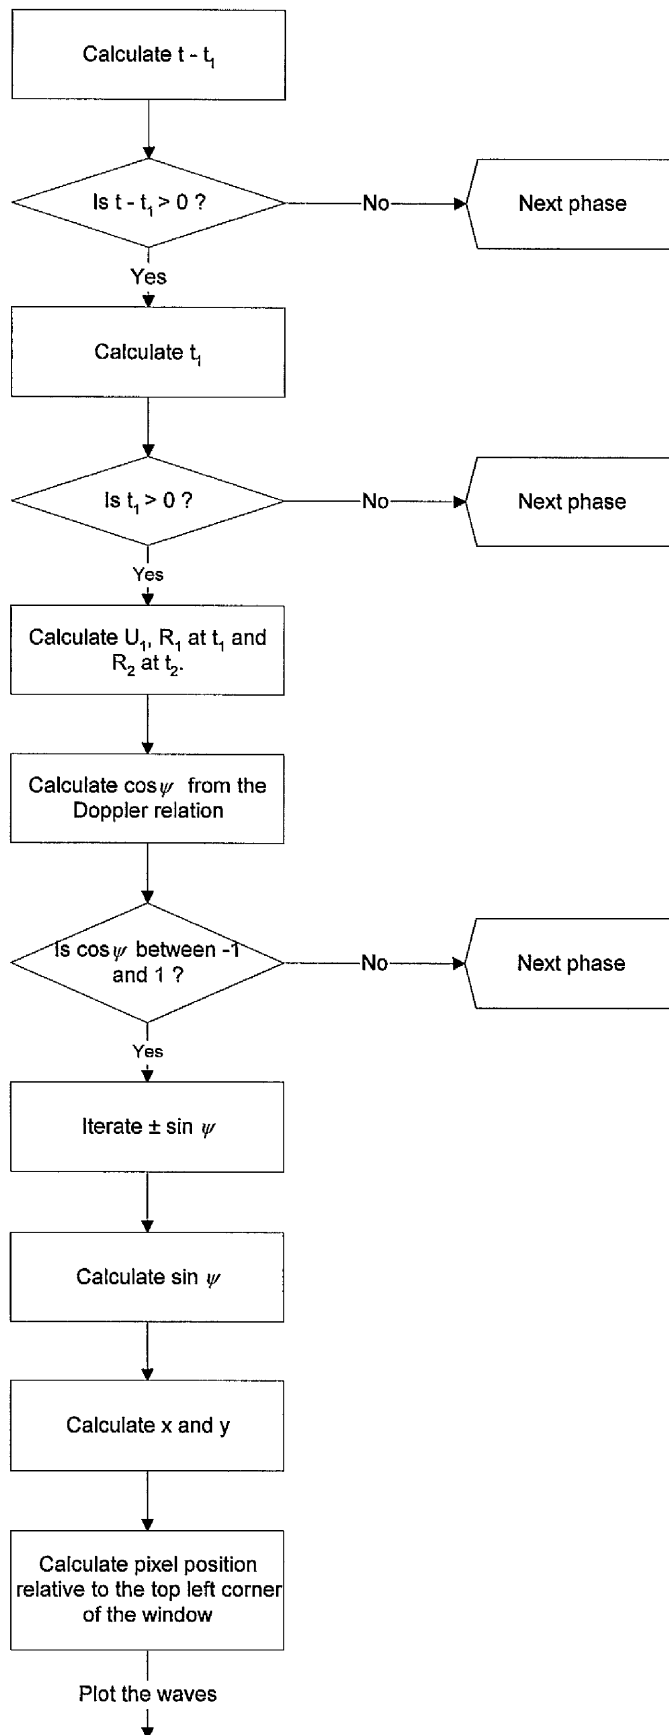 Calculate t - t₁
Is t - t₁ > 0 ?
No
Next phase
Yes
Calculate t₁
Is t₁ > 0 ?
No
Next phase
Yes
Calculate U₁, R₁ at t₁ and
R₂ at t₂.
Calculate cosψ from the
Doppler relation
Is cosψ between -1
and 1 ?
No
Next phase
Yes
Iterate ± sin ψ
Calculate sin ψ
Calculate x and y
Calculate pixel position
relative to the top left corner
of the window
Plot the waves